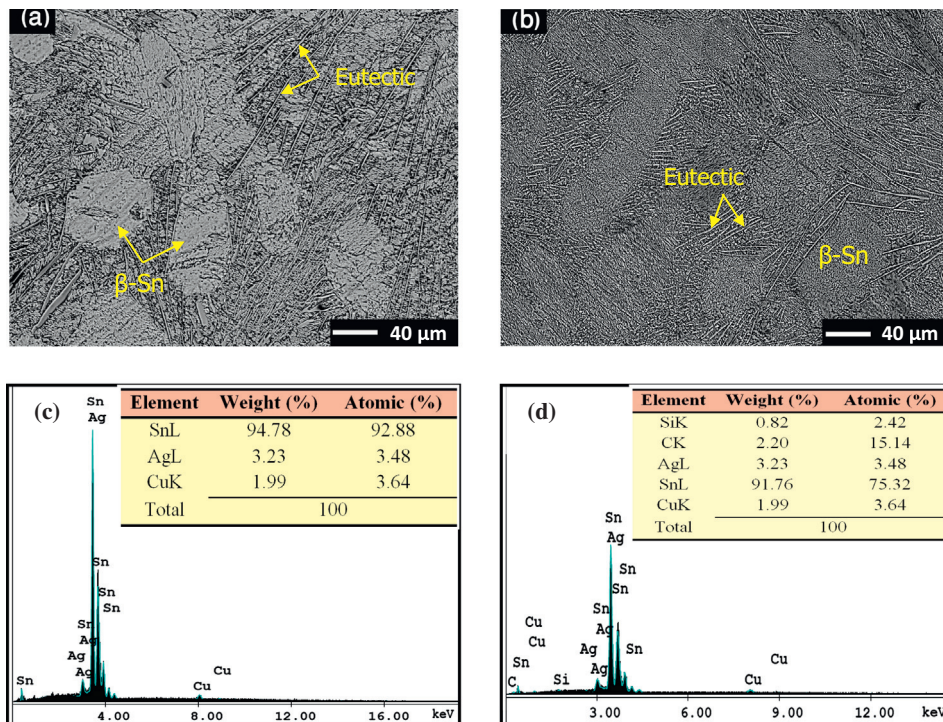 (a)
Eutectic
β-Sn
40 μm
(b)
Eutectic
β-Sn
40 μm
(c)
Element Weight (%) Atomic (%)
SnL 94.78 92.88
AgL 3.23 3.48
CuK 1.99 3.64
Total 100
Sn
Ag
Sn
Sn
Sn
Sn
Ag
Ag
Ag
Sn
Cu
Cu
4.00 8.00 12.00 16.00 keV
(d)
Element Weight (%) Atomic (%)
SiK 0.82 2.42
CK 2.20 15.14
AgL 3.23 3.48
SnL 91.76 75.32
CuK 1.99 3.64
Total 100
Sn
Ag
Sn
Sn
Sn
Ag
Sn
Ag
Ag
Cu
Cu
Sn
C
Si
Cu
Cu
3.00 6.00 9.00 12.00 keV